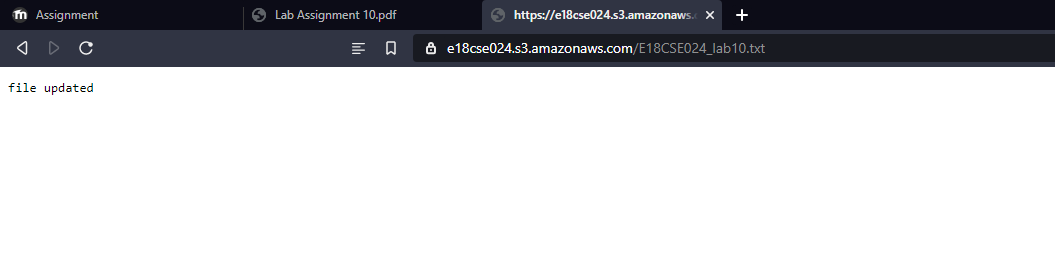 Assignment
Lab Assignment 10.pdf
https://e18cse024.s3.amazonaws.c
e18cse024.s3.amazonaws.com/E18CSE024_lab10.txt
file updated